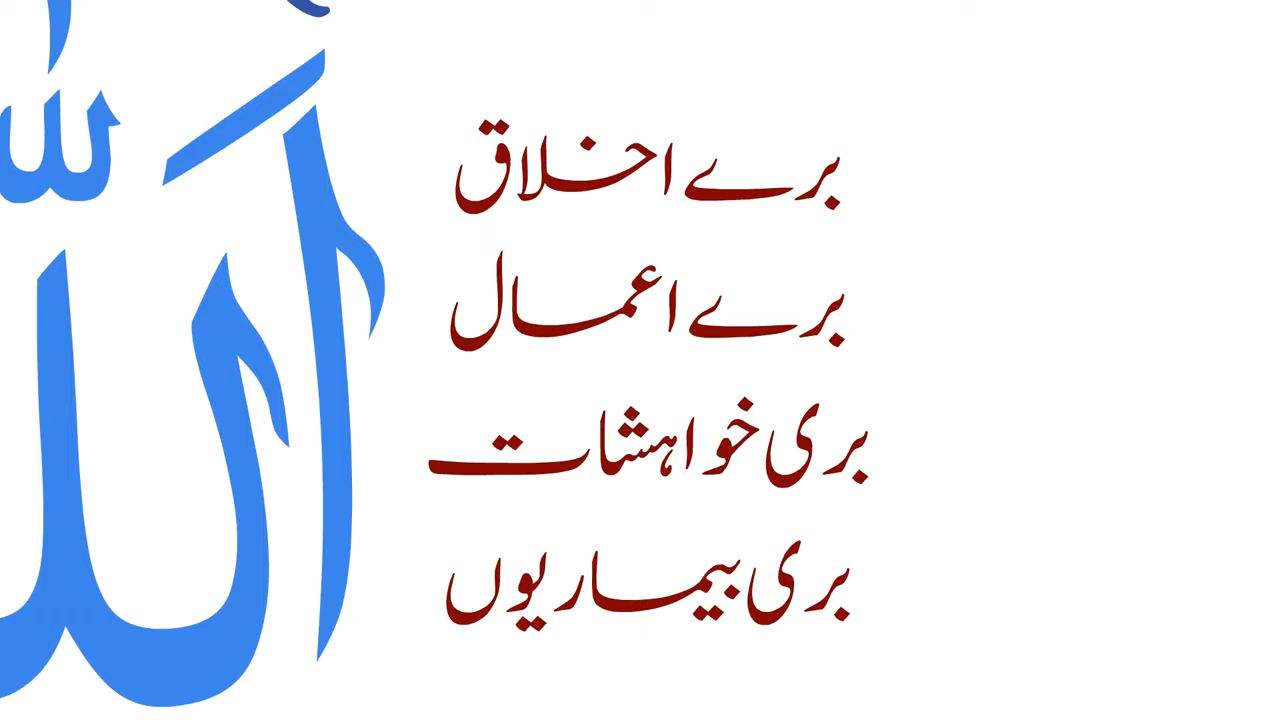 برے اخلاق
برے اعمال
بری خواہشات
بری بیماریوں